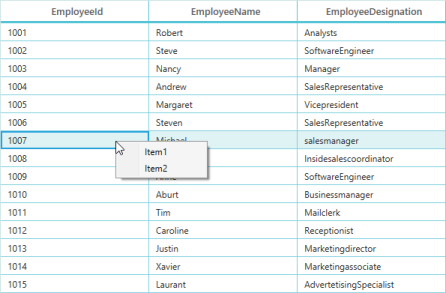 EmployeeId EmployeeName EmployeeDesignation
1001 Robert Analysts
1002 Steve SoftwareEngineer
1003 Nancy Manager
1004 Andrew SalesRepresentative
1005 Margaret Vicepresident
1006 Steven SalesRepresentative
1007 Michael salesmanager
Item1
1008 Insidesalescoordinator
Item2
1009 SoftwareEngineer
1010 Aburt Businessmanager
1011 Tim Mailclerk
1012 Caroline Receptionist
1013 Justin Marketingdirector
1014 Xavier Marketingassociate
1015 Laurant AdvertetisingSpecialist